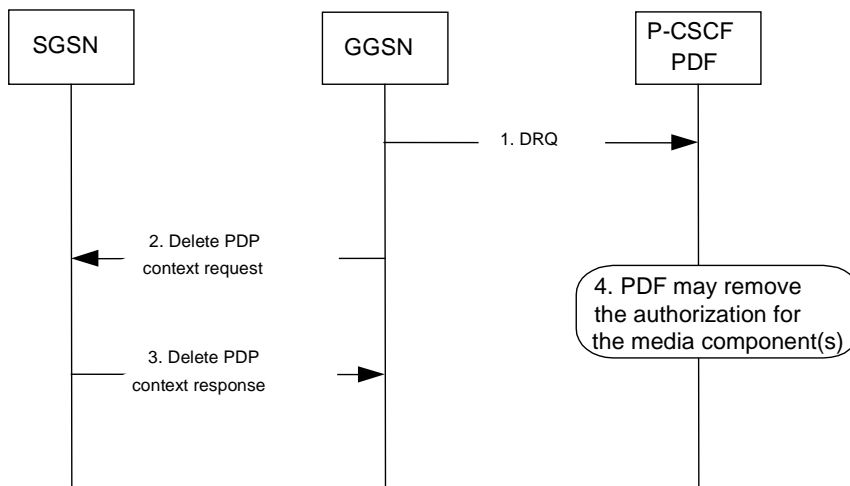 SGSN
GGSN
P-CSCF
PDF
1. DRQ
2. Delete PDP
context request
4. PDF may remove
the authorization for
the media component(s)
3. Delete PDP
context response